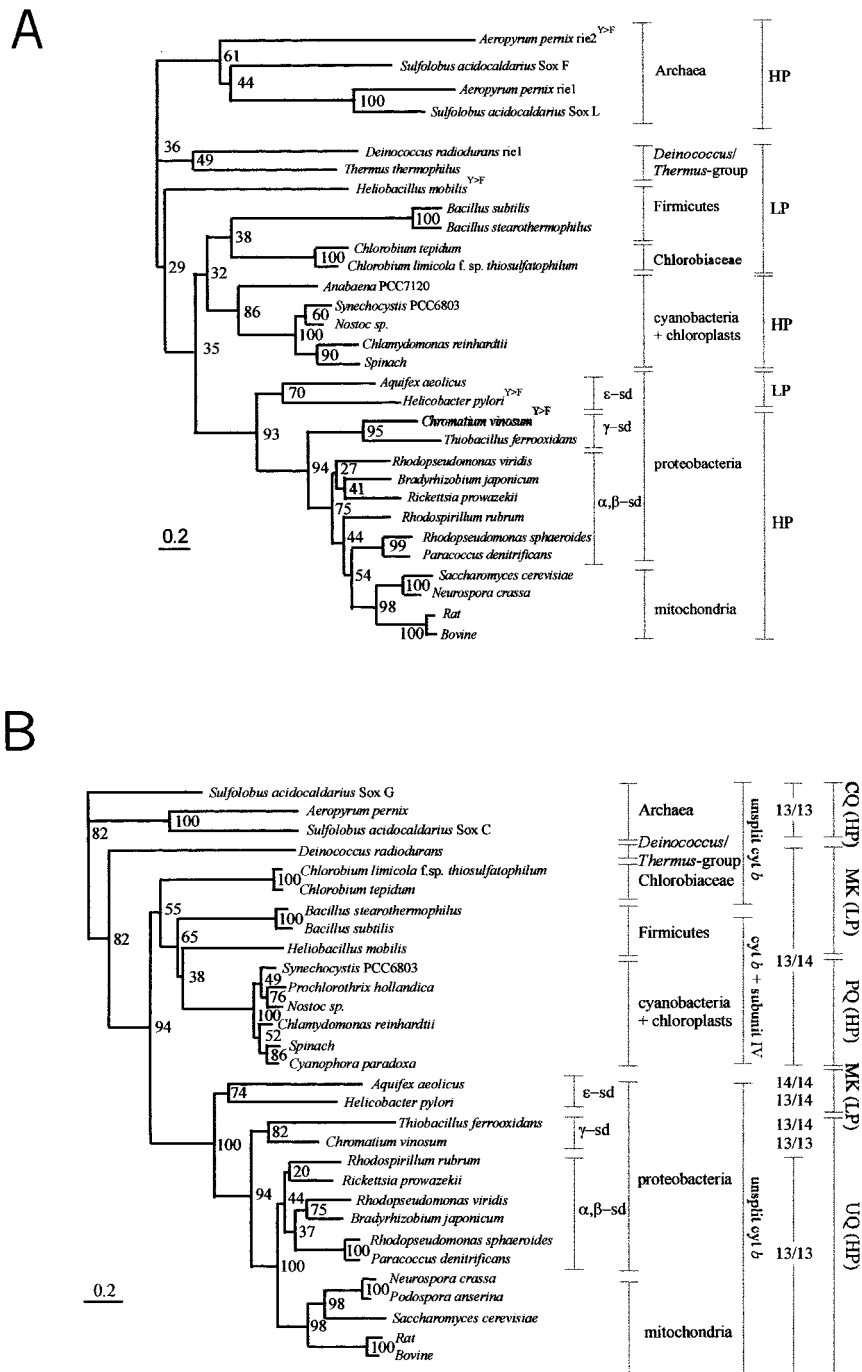 A
Aeropyrum pernix rie2 Y>F
61
Sulfolobus acidocaldarius Sox F
44
Archaea
HP
Aeropyrum pernix rie1
100
Sulfolobus acidocaldarius Sox L
36
Deinococcus radiodurans rie1
49
Thermus thermophilus
Deinococcus/
Thermus-group
Heliobacillus mobilis Y>F
LP
Bacillus subtilis
100
Bacillus stearothermophilus
Firmicutes
38
Chlorobium tepidum
100
Chlorobium limicola f. sp. thiosulfatophilum
Chlorobiaceae
29
32
Anabaena PCC7120
86
Synechocystis PCC6803
60
Nostoc sp.
100
cyanobacteria
+ chloroplasts
HP
35
Chlamydomonas reinhardtii
90
Spinach
Aquifex aeolicus
70
Helicobacter pylori Y>F
ε-sd
LP
93
Chromatium vinosum Y>F
95
Thiobacillus ferrooxidans
γ-sd
94
Rhodopseudomonas viridis
27
Bradyrhizobium japonicum
41
Rickettsia prowazekii
proteobacteria
75
α,β-sd
Rhodospirillum rubrum
HP
44
Rhodopseudomonas sphaeroides
99
Paracoccus denitrificans
0.2
54
Saccharomyces cerevisiae
100
Neurospora crassa
98
mitochondria
Rat
100
Bovine
B
Sulfolobus acidocaldarius Sox G
Aeropyrum pernix
82
100
Sulfolobus acidocaldarius Sox C
Archaea
13/13
CQ (HP)
unsplit cyt b
Deinococcus radiodurans
Deinococcus/
Thermus-group
Chlorobium limicola f.sp. thiosulfatophilum
100
Chlorobium tepidum
Chlorobiaceae
MK (LP)
55
Bacillus stearothermophilus
100
Bacillus subtilis
Firmicutes
82
65
Heliobacillus mobilis
38
Synechocystis PCC6803
49
Prochlorothrix hollandica
76
Nostoc sp.
100
Chlamydomonas reinhardtii
52
Spinach
86
Cyanophora paradoxa
cyanobacteria
+ chloroplasts
cyt b + subunit IV
13/14
PQ (HP)
94
Aquifex aeolicus
74
Helicobacter pylori
ε-sd
14/14
13/14
MK (LP)
100
Thiobacillus ferrooxidans
82
Chromatium vinosum
γ-sd
13/14
13/13
94
Rhodospirillum rubrum
20
Rickettsia prowazekii
proteobacteria
44
Rhodopseudomonas viridis
75
Bradyrhizobium japonicum
37
α,β-sd
unsplit cyt b
UQ (HP)
Rhodopseudomonas sphaeroides
100
Paracoccus denitrificans
13/13
100
Neurospora crassa
100
Podospora anserina
0.2
98
Saccharomyces cerevisiae
98
mitochondria
Rat
100
Bovine